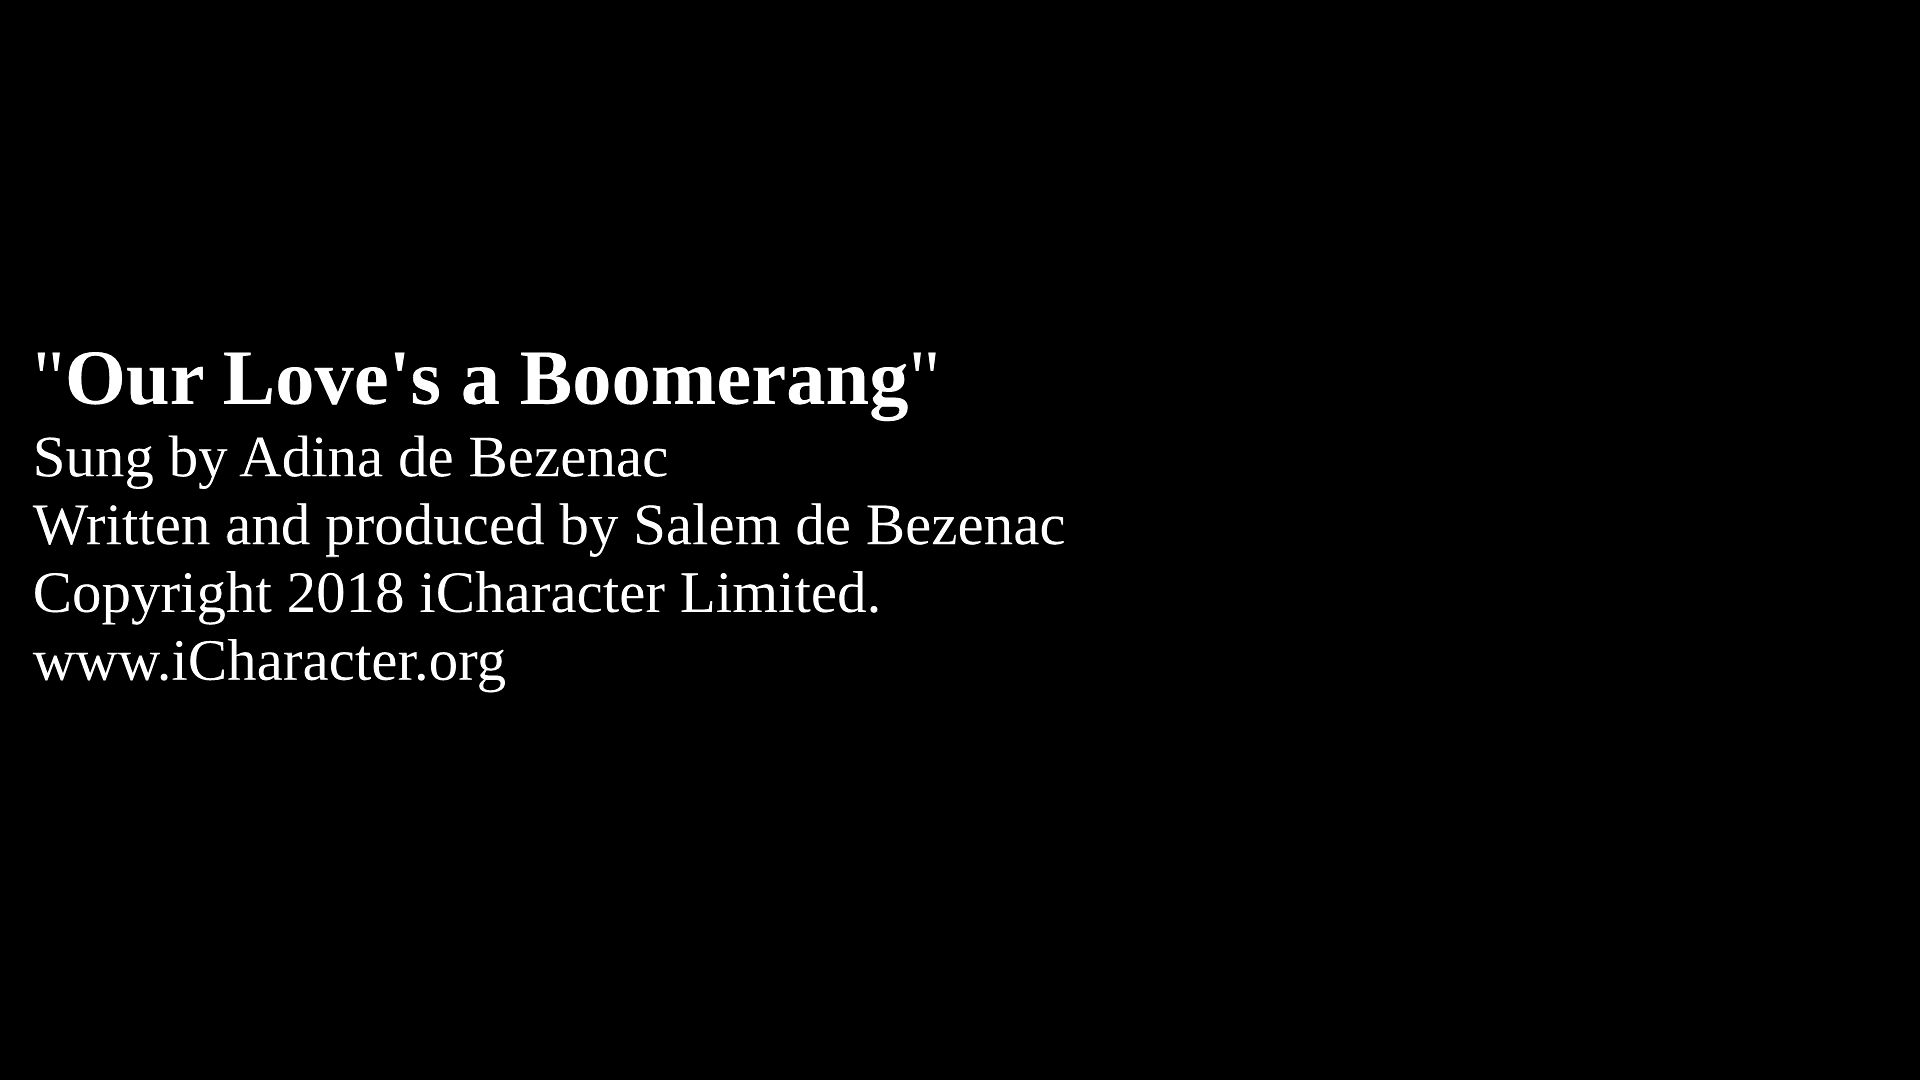 "Our Love's a Boomerang"
Sung by Adina de Bezenac
Written and produced by Salem de Bezenac
Copyright 2018 iCharacter Limited.
www.iCharacter.org